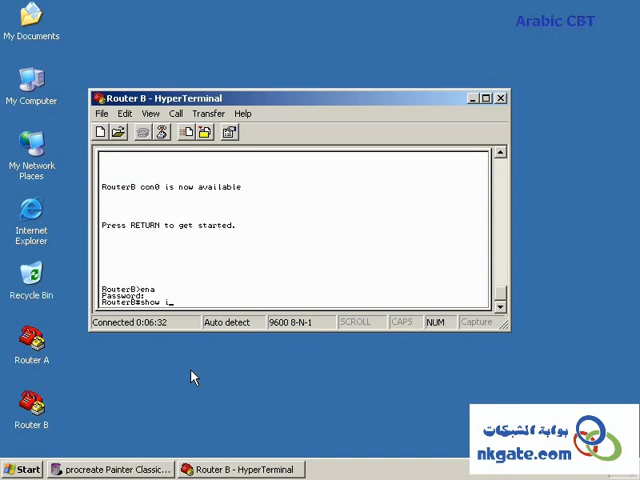 Arabic CBT
My Documents
My Computer
My Network
Places
Internet
Explorer
Recycle Bin
Router A
Router B
Router B - HyperTerminal
File Edit View Call Transfer Help
RouterB con0 is now available
Press RETURN to get started.
RouterB>ena
Password:
RouterB#show i_
Connected 0:06:32 Auto detect 9600 8-N-1 SCROLL CAPS NUM Capture
بوابة الشبكات
nkgate.com
Start procreate Painter Classic... Router B - HyperTerminal